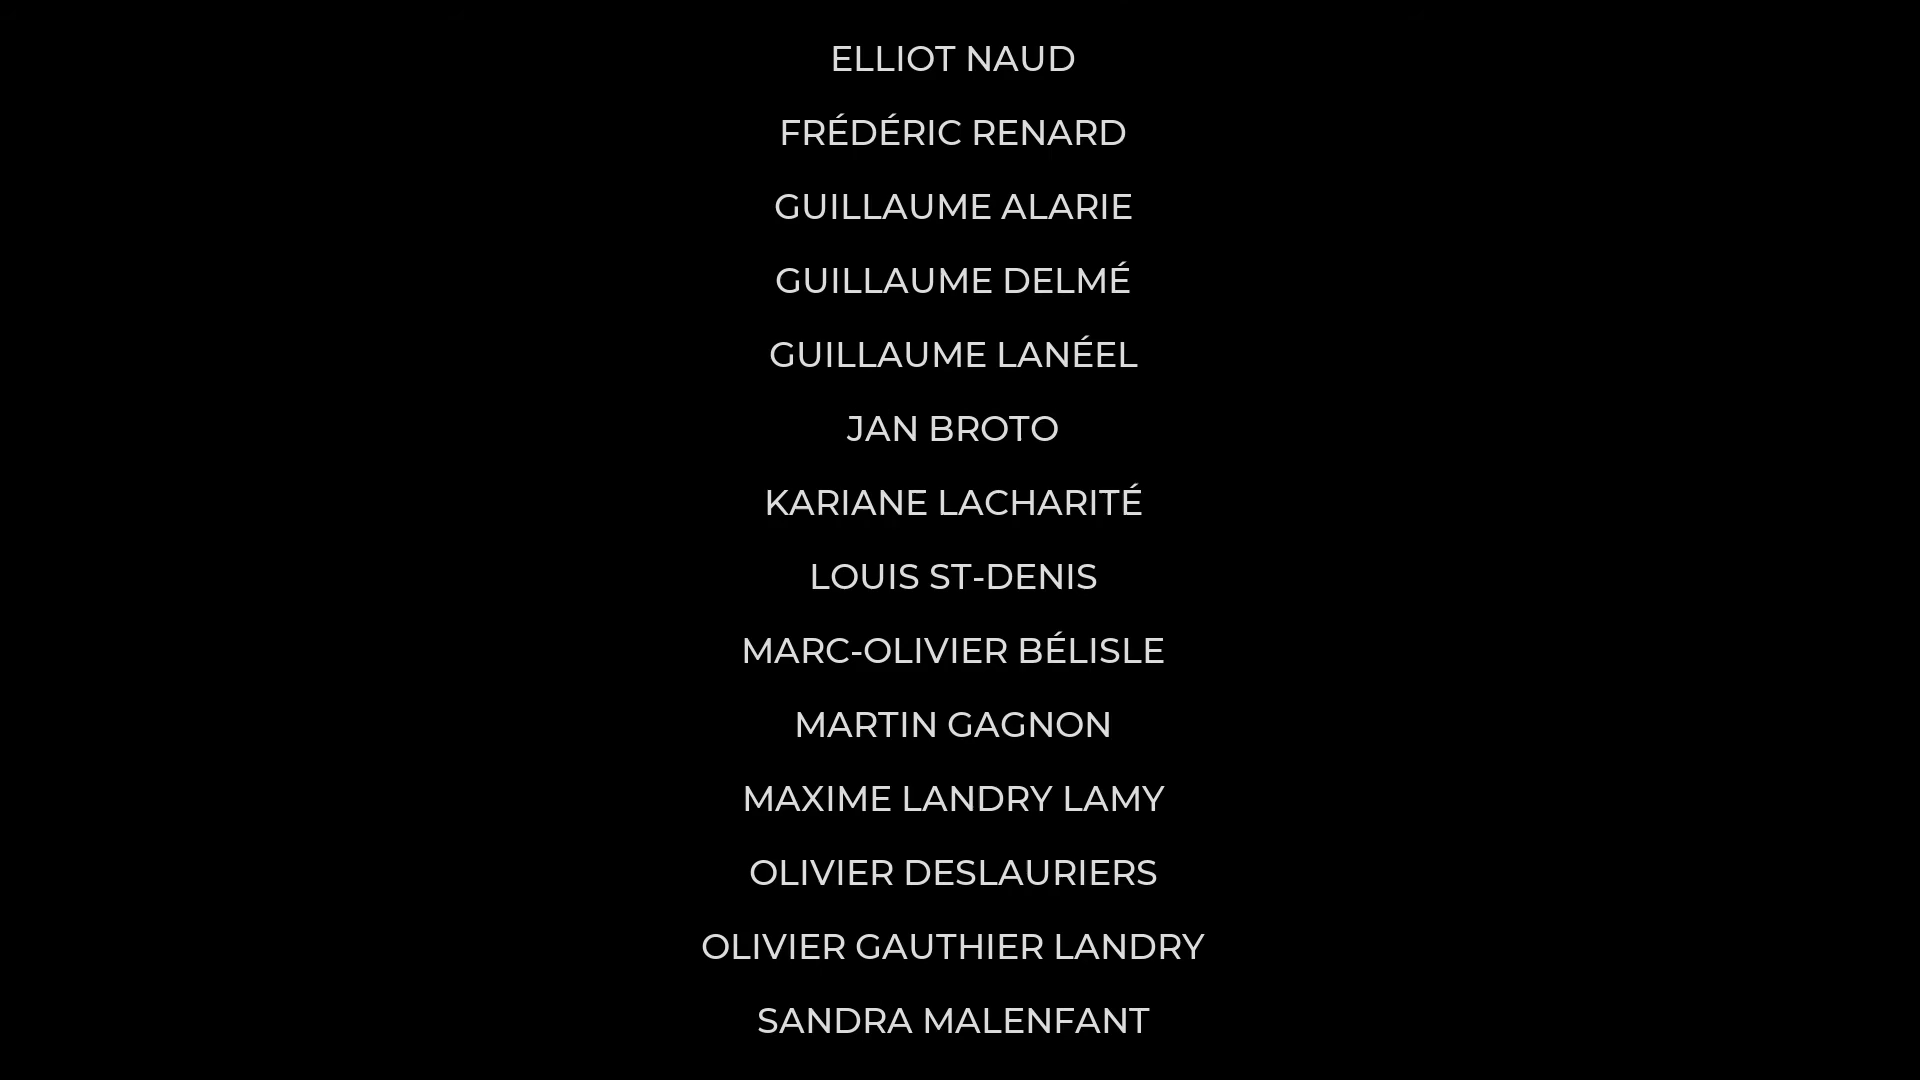 ELLIOT NAUD
FRÉDÉRIC RENARD
GUILLAUME ALARIE
GUILLAUME DELMÉ
GUILLAUME LANÉEL
JAN BROTO
KARIANE LACHARITÉ
LOUIS ST-DENIS
MARC-OLIVIER BÉLISLE
MARTIN GAGNON
MAXIME LANDRY LAMY
OLIVIER DESLAURIERS
OLIVIER GAUTHIER LANDRY
SANDRA MALENFANT